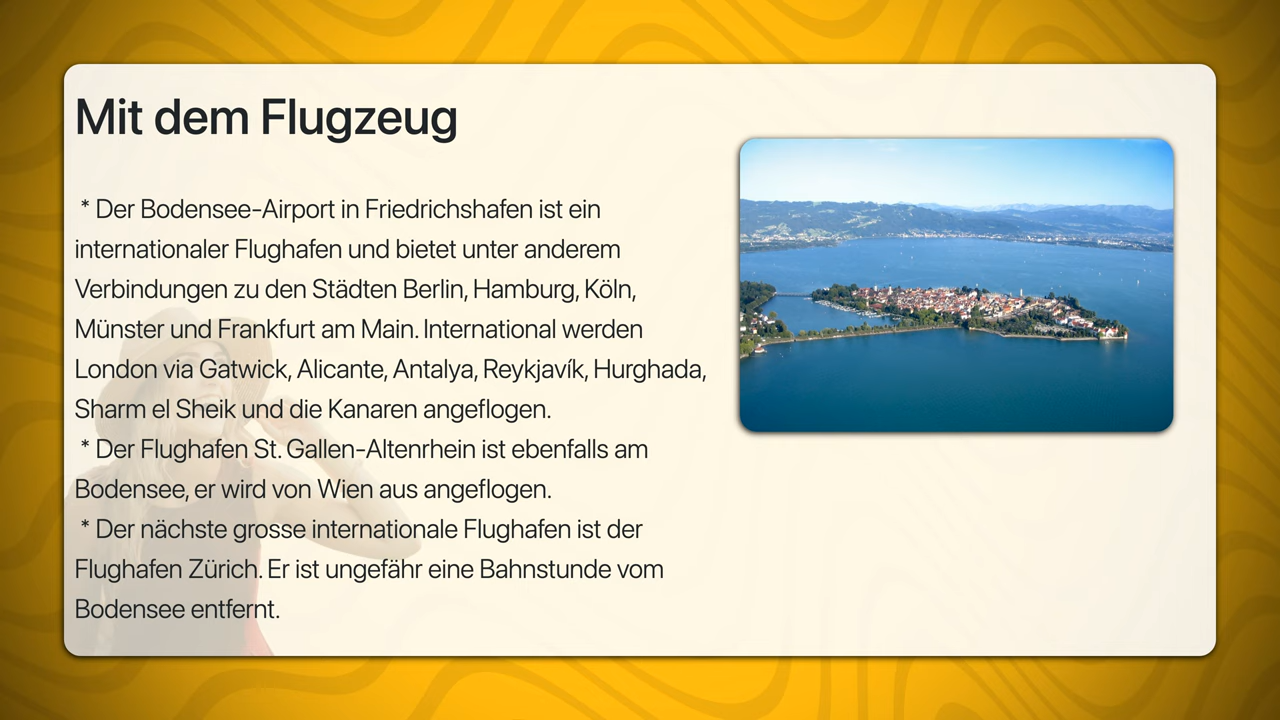 Mit dem Flugzeug
* Der Bodensee-Airport in Friedrichshafen ist ein
internationaler Flughafen und bietet unter anderem
Verbindungen zu den Städten Berlin, Hamburg, Köln,
Münster und Frankfurt am Main. International werden
London via Gatwick, Alicante, Antalya, Reykjavík, Hurghada,
Sharm el Sheik und die Kanaren angeflogen.
* Der Flughafen St. Gallen-Altenrhein ist ebenfalls am
Bodensee, er wird von Wien aus angeflogen.
* Der nächste grosse internationale Flughafen ist der
Flughafen Zürich. Er ist ungefähr eine Bahnstunde vom
Bodensee entfernt.